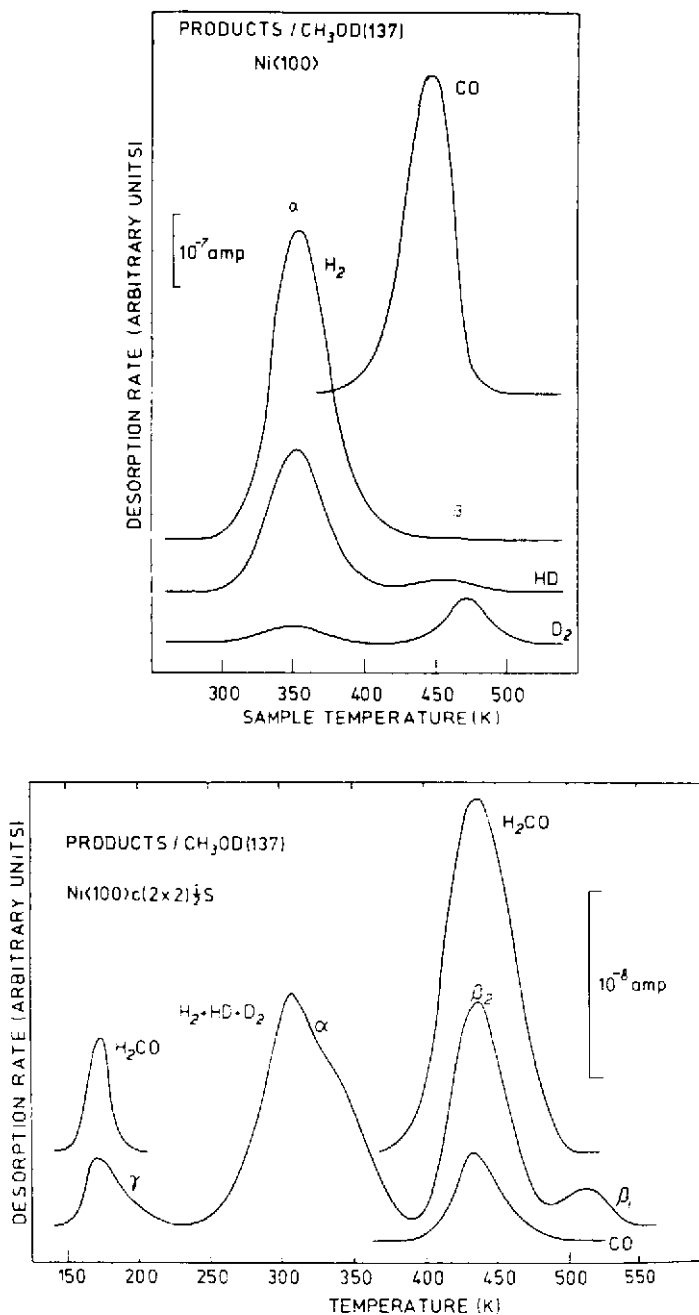 PRODUCTS / CH₃OD(137)
Ni(100)
CO
α
10⁻⁷ amp
H₂
β
HD
D₂
DESORPTION RATE (ARBITRARY UNITS)
300 350 400 450 500
SAMPLE TEMPERATURE (K)
H₂CO
PRODUCTS / CH₃OD(137)
Ni(100)c(2×2)½S
10⁻⁸ amp
H₂+HD+D₂
α
β₂
H₂CO
γ
β₁
CO
DESORPTION RATE (ARBITRARY UNITS)
150 200 250 300 350 400 450 500 550
TEMPERATURE (K)